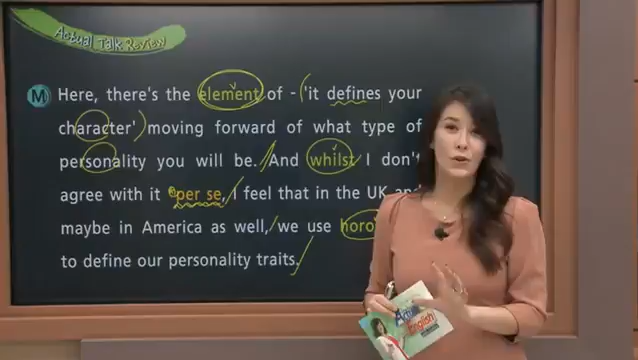 Actual Talk Review
M Here, there's the element of - 'it defines your
character' moving forward of what type of
personality you will be. And whilst I don't
agree with it per se, I feel that in the UK and
maybe in America as well, we use
to define our personality traits.
English